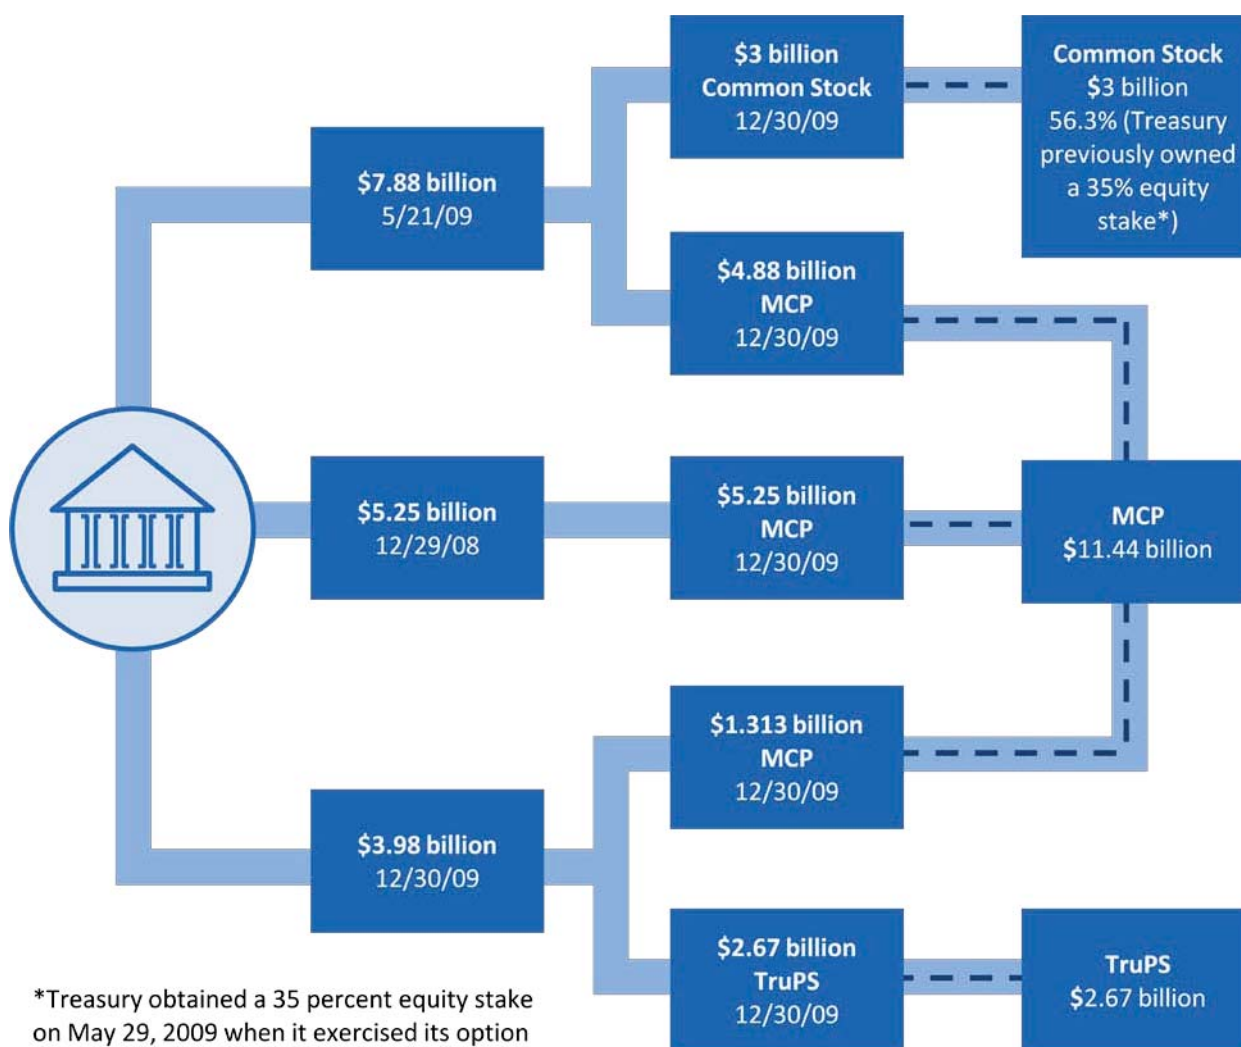 $7.88 billion
5/21/09
$5.25 billion
12/29/08
$3.98 billion
12/30/09
$3 billion
Common Stock
12/30/09
$4.88 billion
MCP
12/30/09
$5.25 billion
MCP
12/30/09
$1.313 billion
MCP
12/30/09
$2.67 billion
TruPS
12/30/09
Common Stock
$3 billion
56.3% (Treasury
previously owned
a 35% equity
stake*)
MCP
$11.44 billion
TruPS
$2.67 billion
*Treasury obtained a 35 percent equity stake
on May 29, 2009 when it exercised its option